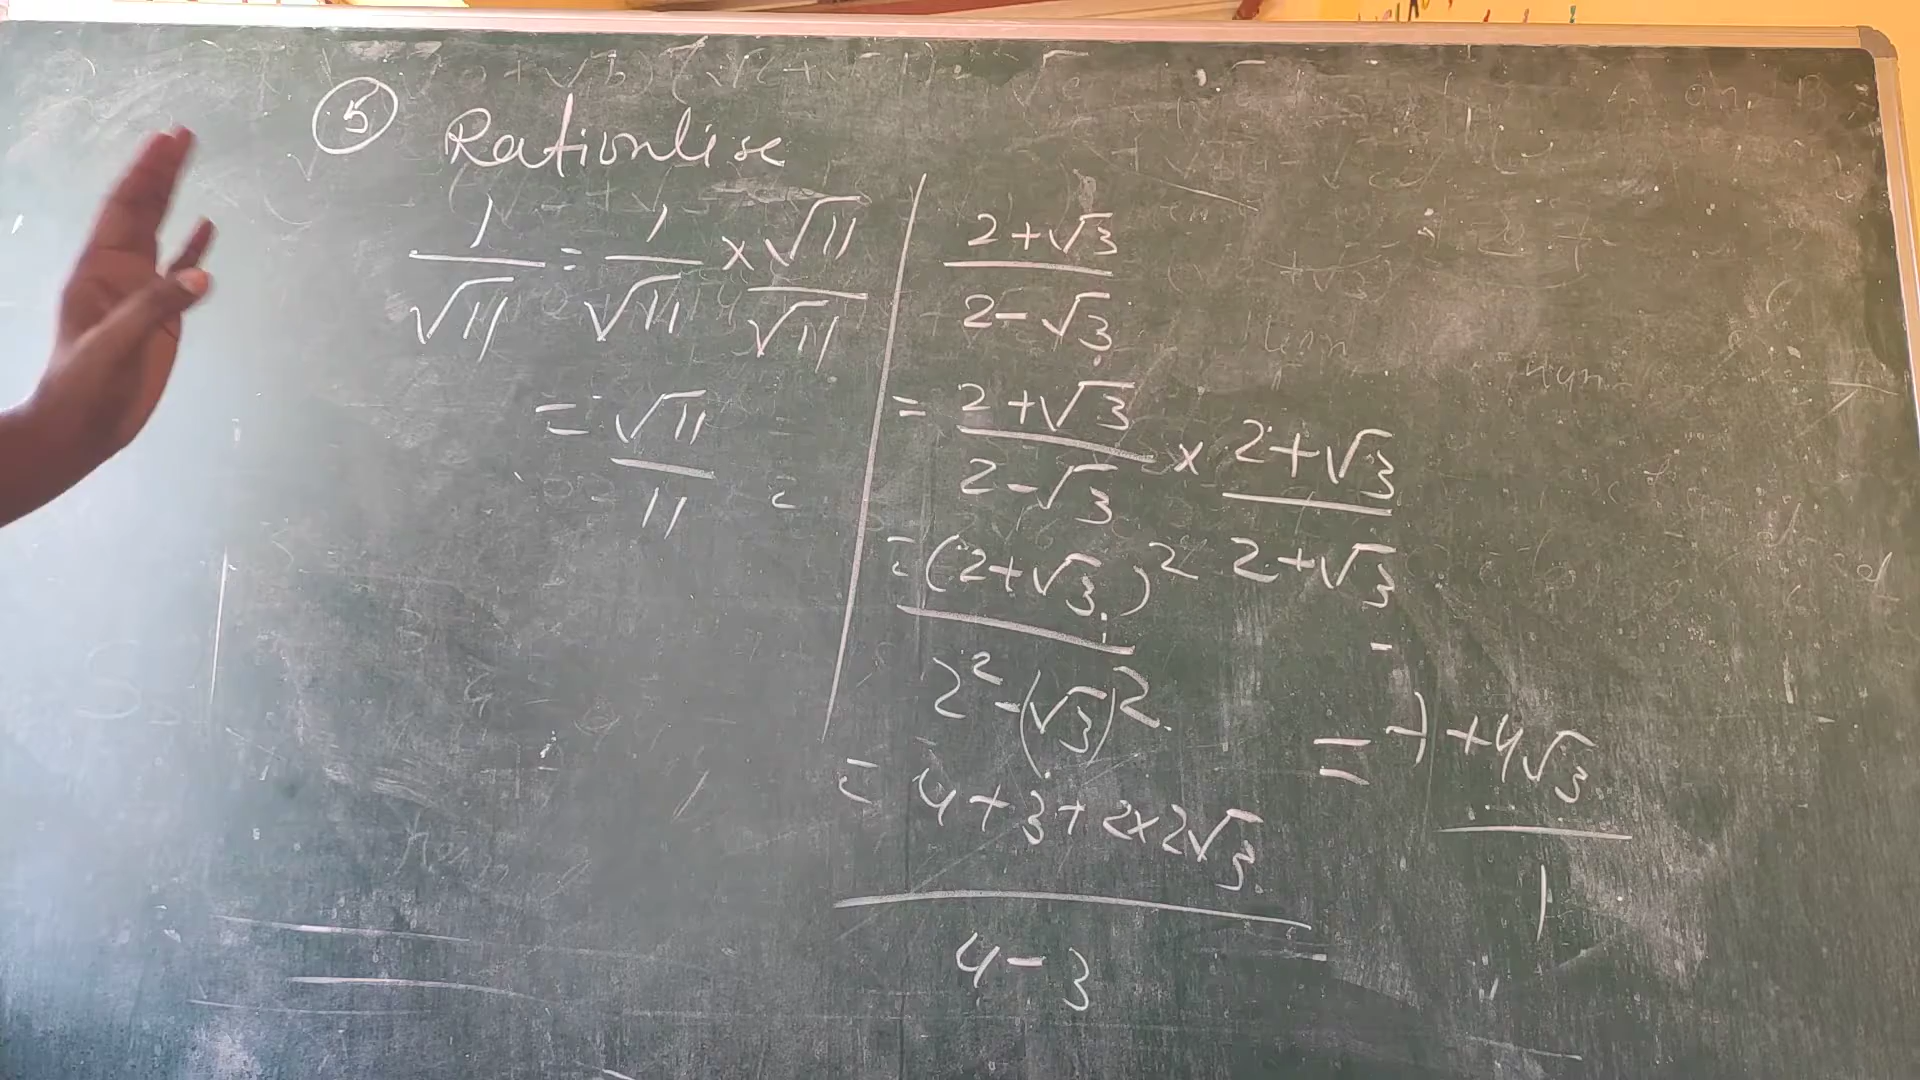 5 Rationlise
1/√11 = 1/√11 × √11/√11
= √11/11
2+√3/2-√3
= 2+√3/2-√3 × 2+√3/2+√3
= (2+√3)²/2²-(√3)²
= 4+3+2×2√3/4-3
= 7+4√3/1